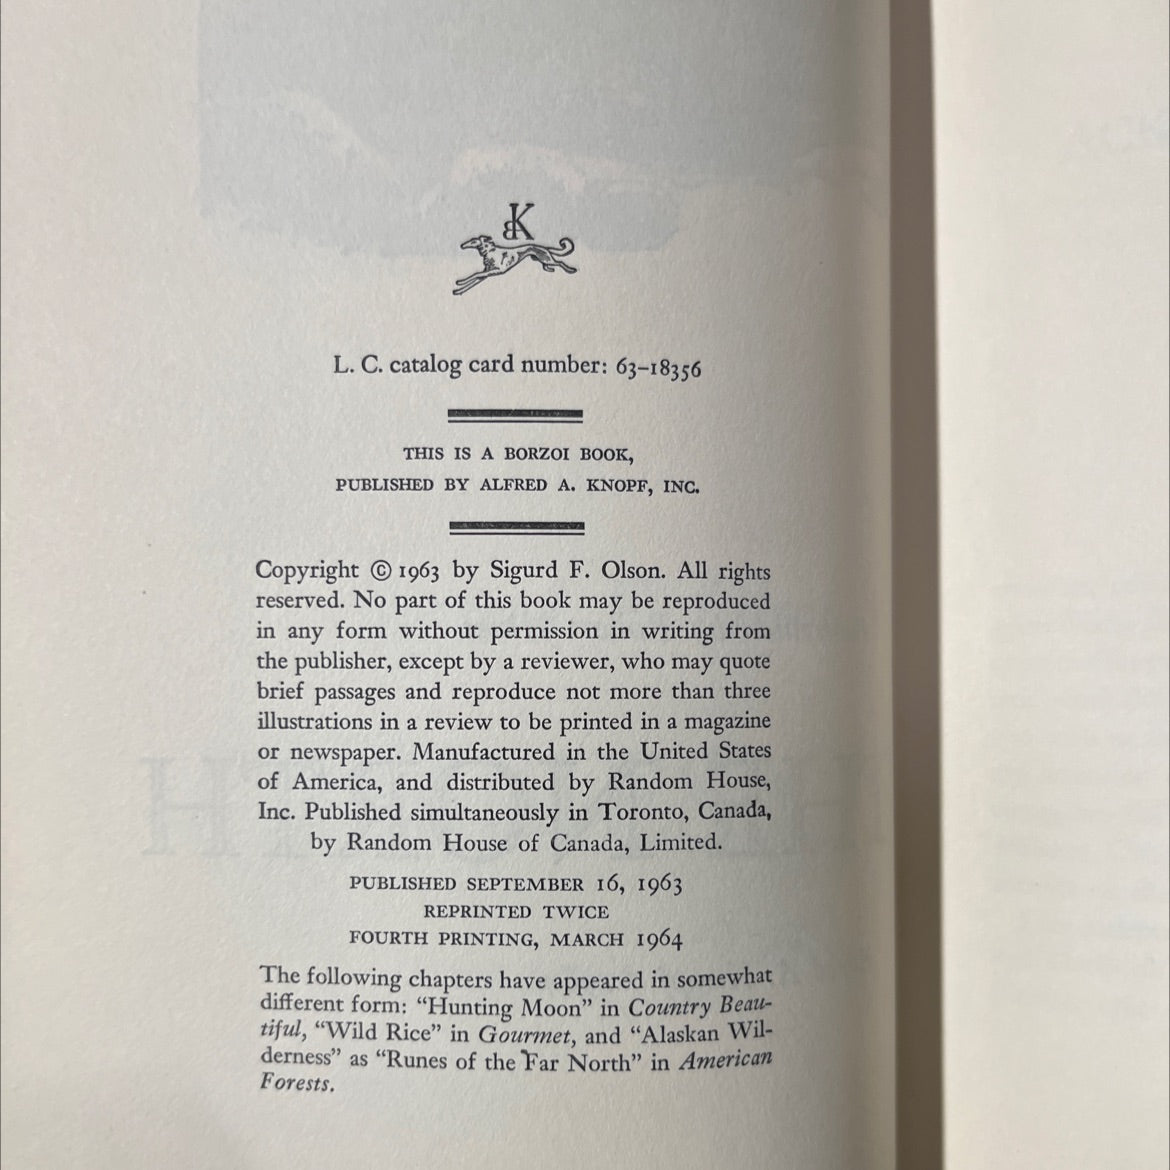 BK
L. C. catalog card number: 63–18356
THIS IS A BORZOI BOOK,
PUBLISHED BY ALFRED A. KNOPF, INC.
Copyright © 1963 by Sigurd F. Olson. All rights
reserved. No part of this book may be reproduced
in any form without permission in writing from
the publisher, except by a reviewer, who may quote
brief passages and reproduce not more than three
illustrations in a review to be printed in a magazine
or newspaper. Manufactured in the United States
of America, and distributed by Random House,
Inc. Published simultaneously in Toronto, Canada,
by Random House of Canada, Limited.
PUBLISHED SEPTEMBER 16, 1963
REPRINTED TWICE
FOURTH PRINTING, MARCH 1964
The following chapters have appeared in somewhat
different form: “Hunting Moon” in Country Beau-
tiful, “Wild Rice” in Gourmet, and “Alaskan Wil-
derness” as “Runes of the Far North” in American
Forests.